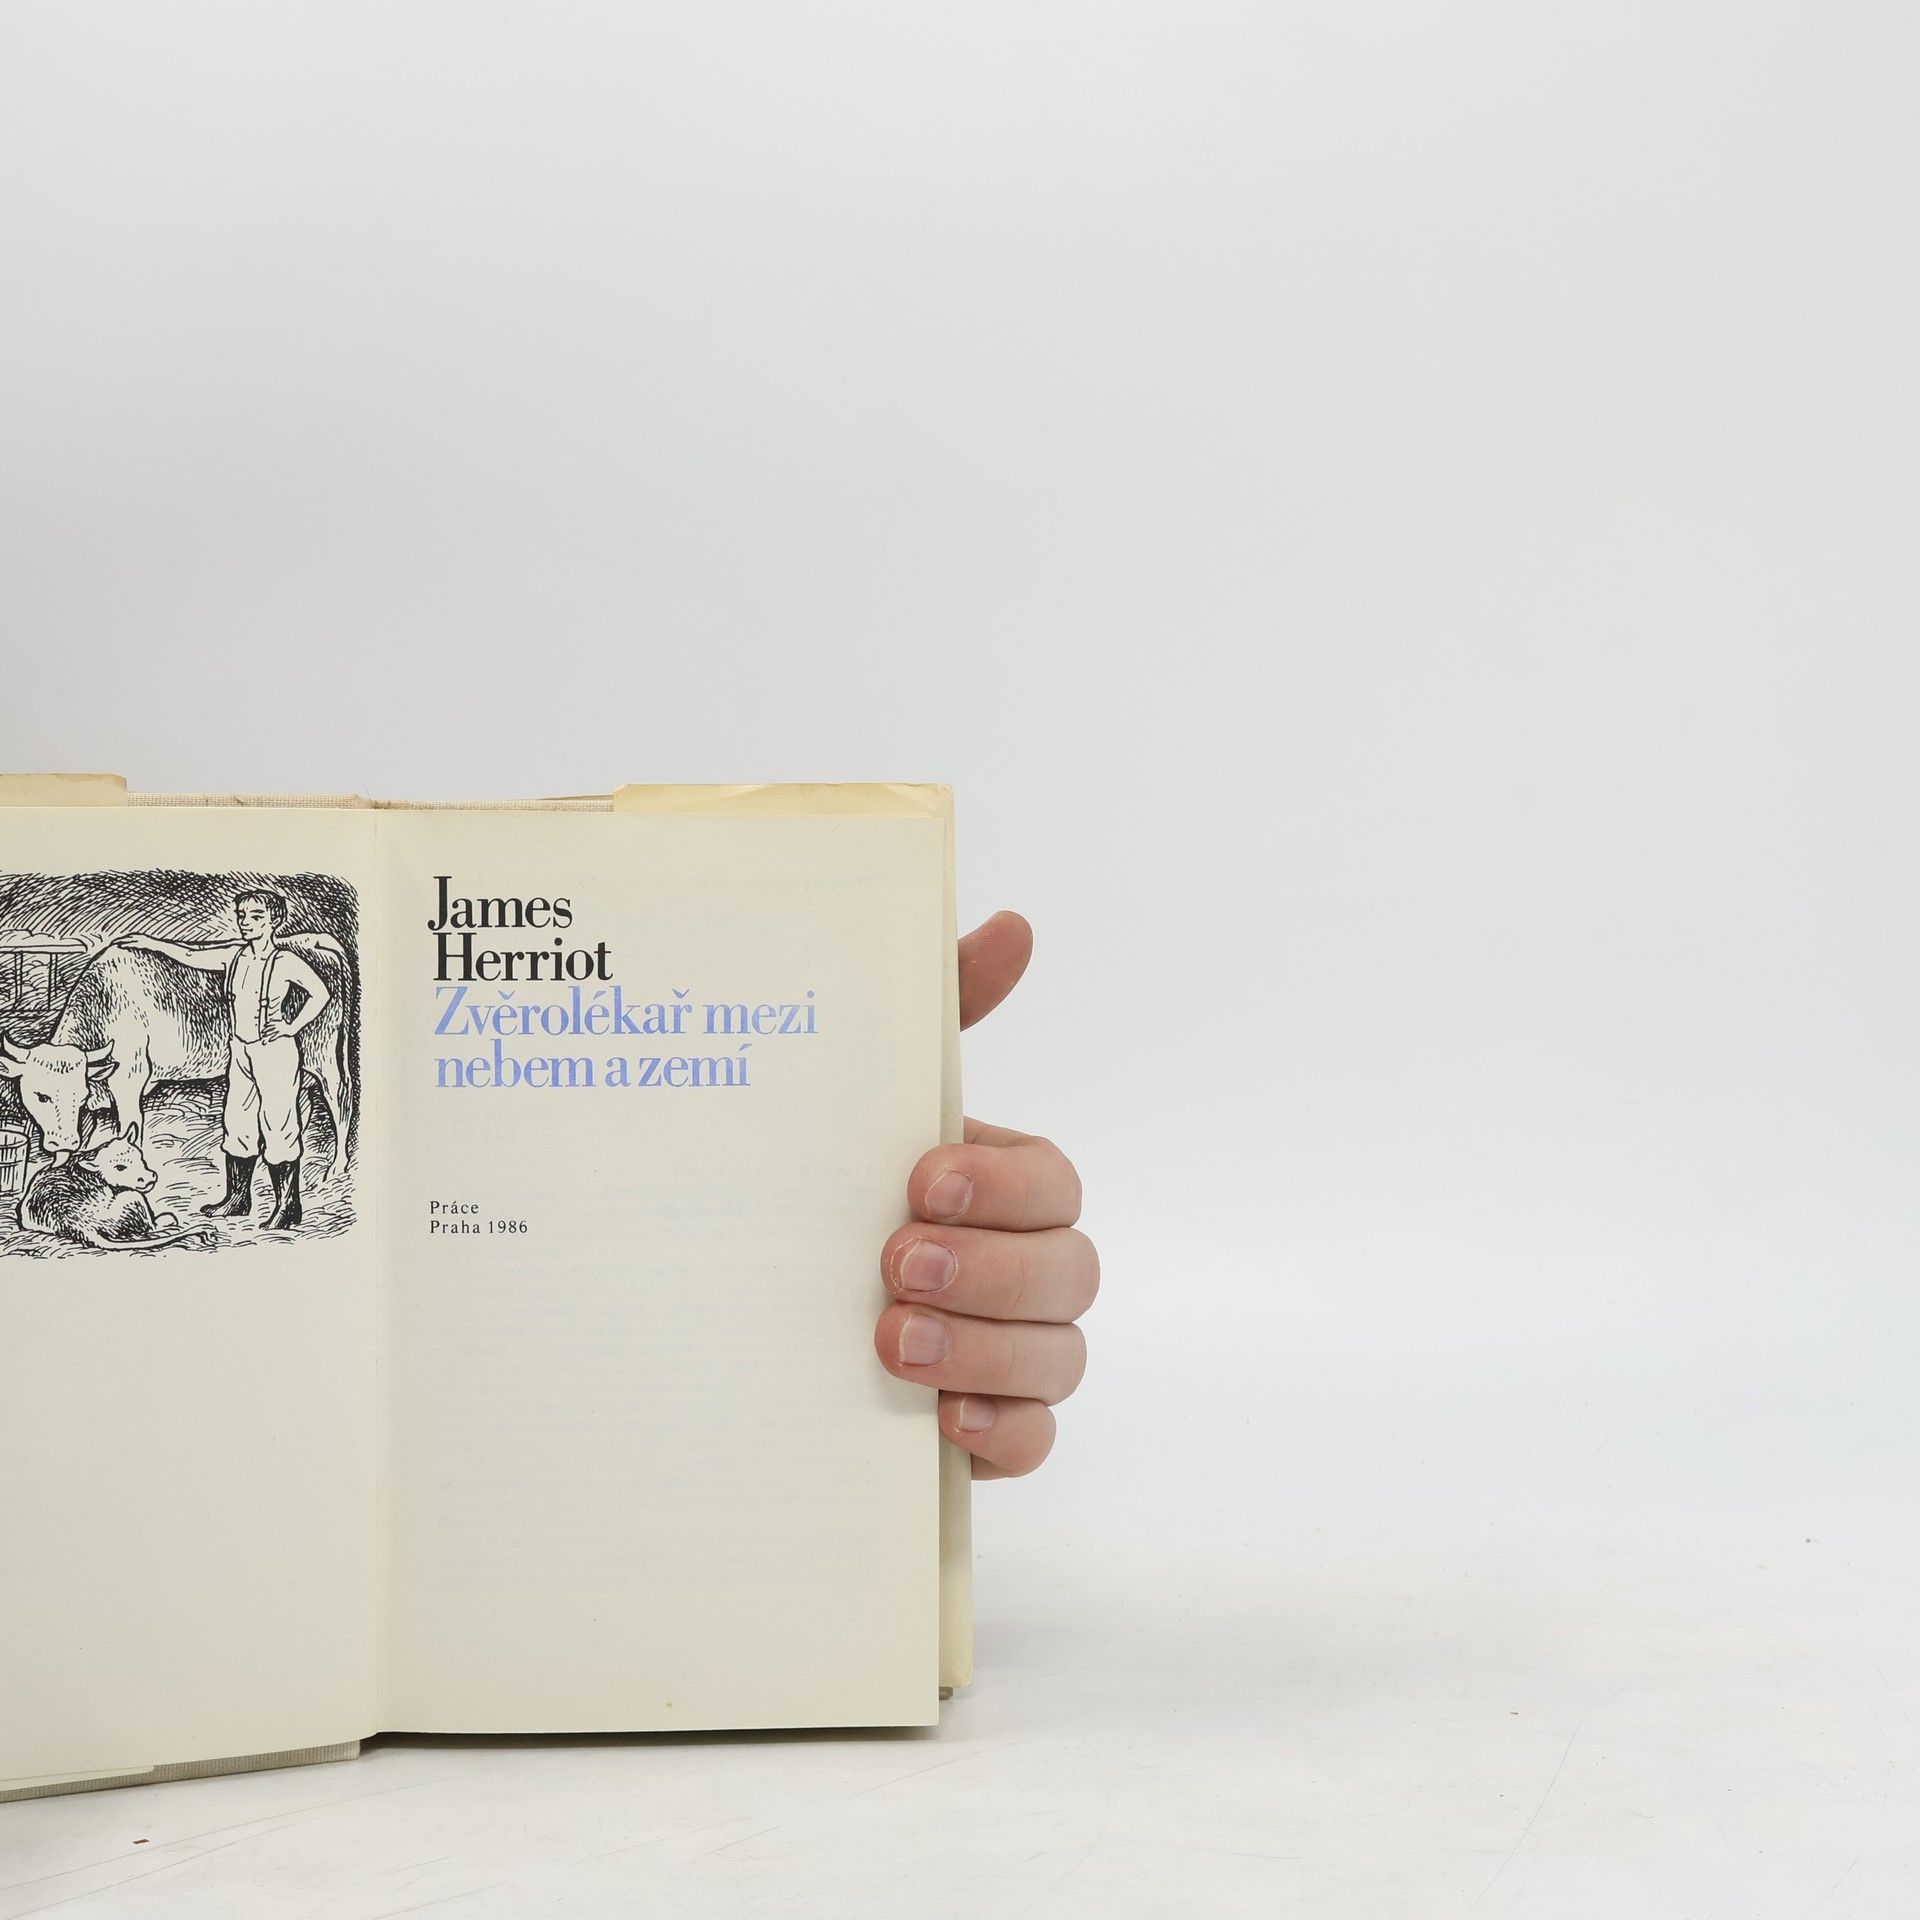 James
Herriot
Zvěrolékař mezi
nebem a zemí
Práce
Praha 1986